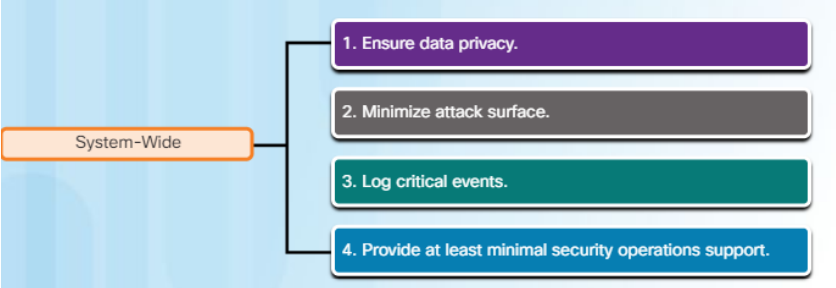 System-Wide
1. Ensure data privacy.
2. Minimize attack surface.
3. Log critical events.
4. Provide at least minimal security operations support.